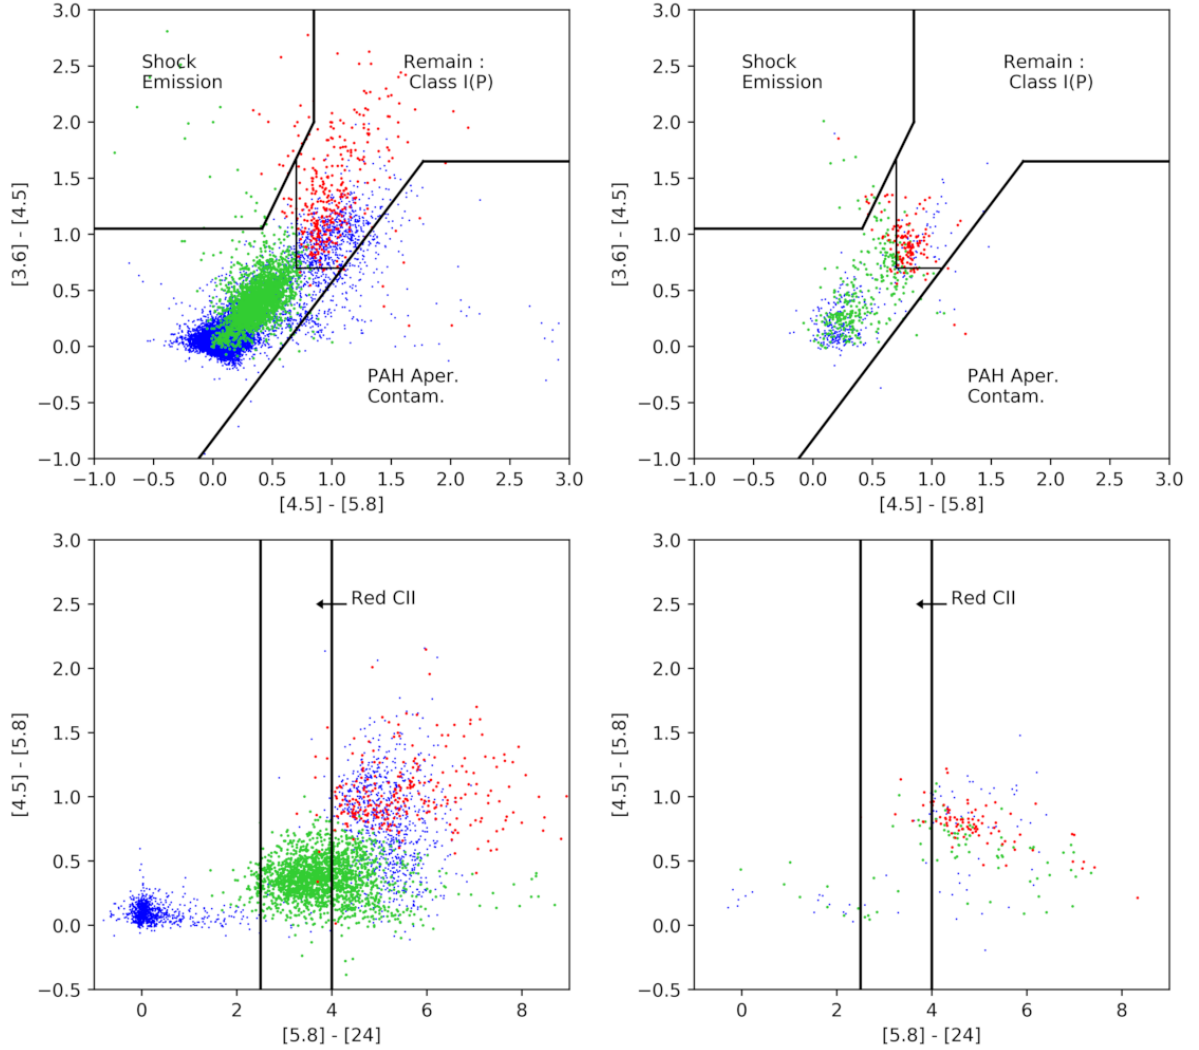 3.0
2.5
2.0
1.5
1.0
0.5
0.0
−0.5
−1.0
[3.6] - [4.5]
Shock
Emission
Remain :
Class I(P)
PAH Aper.
Contam.
−1.0 −0.5 0.0 0.5 1.0 1.5 2.0 2.5 3.0
[4.5] - [5.8]
3.0
2.5
2.0
1.5
1.0
0.5
0.0
−0.5
−1.0
[3.6] - [4.5]
Shock
Emission
Remain :
Class I(P)
PAH Aper.
Contam.
−1.0 −0.5 0.0 0.5 1.0 1.5 2.0 2.5 3.0
[4.5] - [5.8]
3.0
2.5
2.0
1.5
1.0
0.5
0.0
−0.5
[4.5] - [5.8]
Red CII
0 2 4 6 8
[5.8] - [24]
3.0
2.5
2.0
1.5
1.0
0.5
0.0
−0.5
[4.5] - [5.8]
Red CII
0 2 4 6 8
[5.8] - [24]